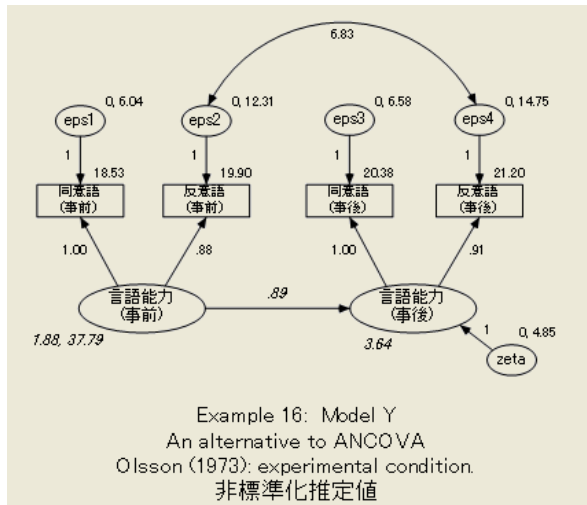 6.83
0, 6.04
0, 12.31
0, 6.58
0, 14.75
eps1
eps2
eps3
eps4
1
1
1
1
18.53
19.90
20.38
21.20
同意語
(事前)
反意語
(事前)
同意語
(事後)
反意語
(事後)
1.00
.88
1.00
.91
言語能力
(事前)
.89
言語能力
(事後)
1.88, 37.79
3.64
1
0, 4.85
zeta
Example 16: Model Y
An alternative to ANCOVA
Olsson (1973): experimental condition.
非標準化推定値